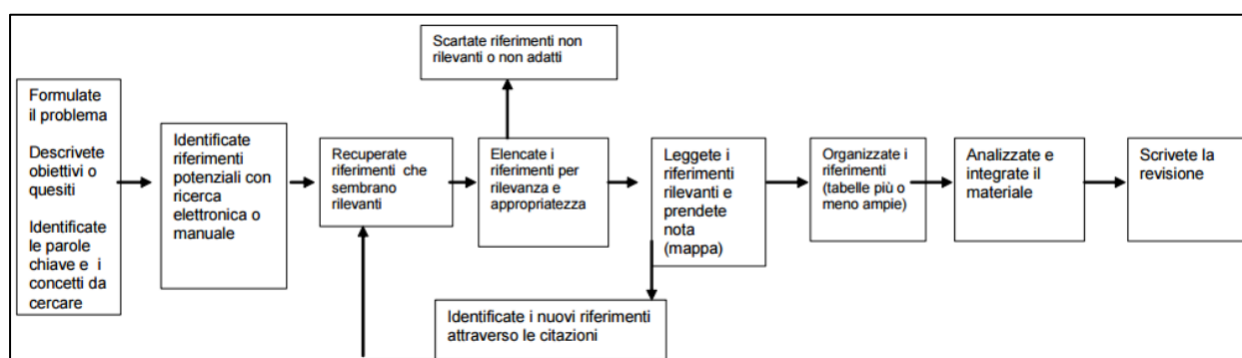 Scartate riferimenti non
rilevanti o non adatti
Formulate
il problema
Descrivete
obiettivi o
quesiti
Identificate
le parole
chiave e i
concetti da
cercare
Identificate
riferimenti
potenziali con
ricerca
elettronica o
manuale
Recuperate
riferimenti che
sembrano
rilevanti
Elencate i
riferimenti per
rilevanza e
appropriatezza
Leggete i
riferimenti
rilevanti e
prendete
nota
(mappa)
Organizzate i
riferimenti
(tabelle più o
meno ampie)
Analizzate e
integrate il
materiale
Scrivete la
revisione
Identificate i nuovi riferimenti
attraverso le citazioni